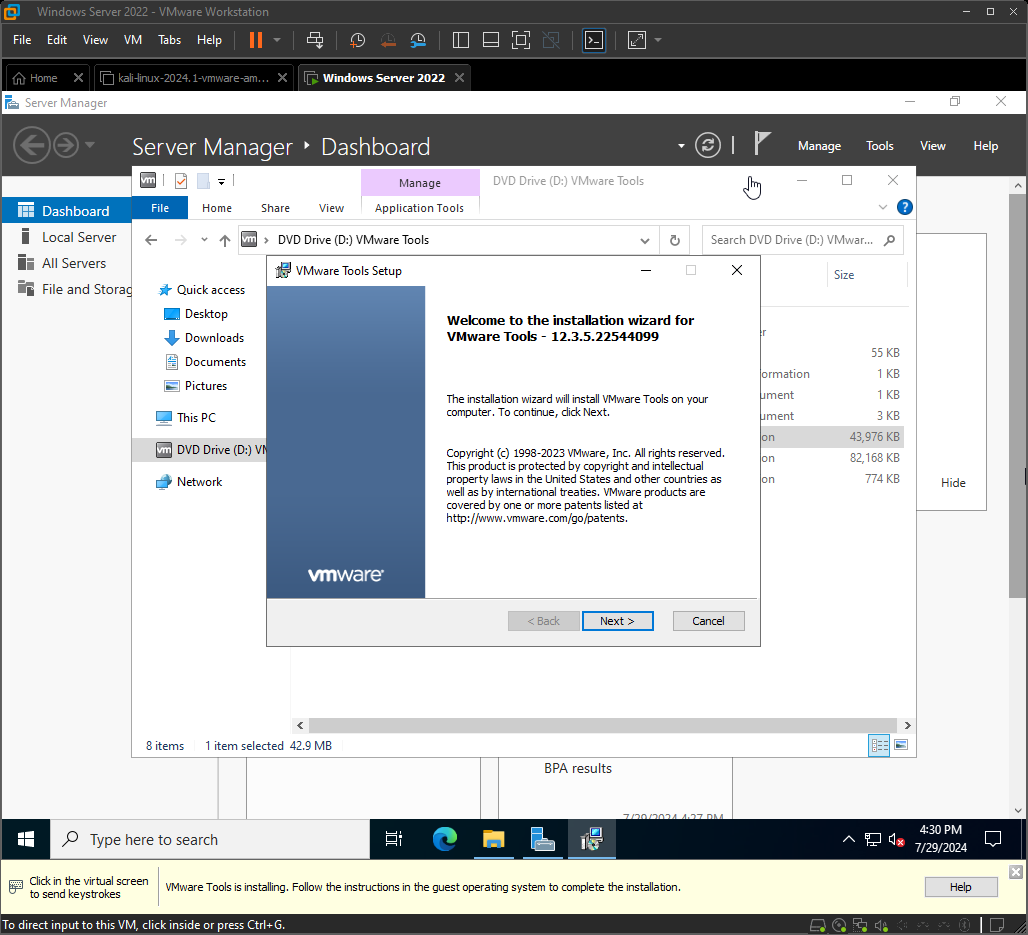 Windows Server 2022 - VMware Workstation
File Edit View VM Tabs Help
Home
kali-linux-2024.1-vmware-am...
Windows Server 2022
Server Manager
Server Manager Dashboard
Manage Tools View Help
Manage
DVD Drive (D:) VMware Tools
File Home Share View Application Tools
DVD Drive (D:) VMware Tools
Search DVD Drive (D:) VMwar...
Dashboard
Local Server
All Servers
File and Storag
Quick access
Desktop
Downloads
Documents
Pictures
This PC
DVD Drive (D:) VM
Network
VMware Tools Setup
Welcome to the installation wizard for
VMware Tools - 12.3.5.22544099
The installation wizard will install VMware Tools on your
computer. To continue, click Next.
Copyright (c) 1998-2023 VMware, Inc. All rights reserved.
This product is protected by copyright and intellectual
property laws in the United States and other countries as
well as by international treaties. VMware products are
covered by one or more patents listed at
http://www.vmware.com/go/patents.
vmware®
< Back
Next >
Cancel
Size
er
55 KB
ormation 1 KB
ument 1 KB
ument 3 KB
on 43,976 KB
on 82,168 KB
on 774 KB
Hide
8 items 1 item selected 42.9 MB
BPA results
7/29/2024 4:27 PM
Type here to search
4:30 PM
7/29/2024
Click in the virtual screen
to send keystrokes
VMware Tools is installing. Follow the instructions in the guest operating system to complete the installation.
Help
To direct input to this VM, click inside or press Ctrl+G.